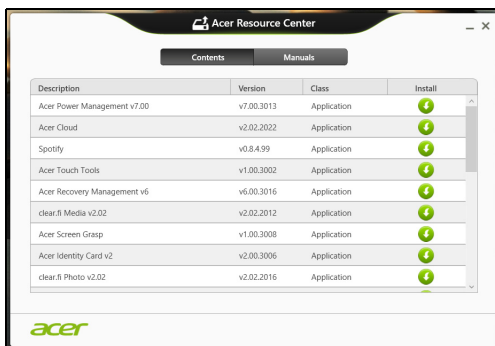 Acer Resource Center
Contents Manuals
Description Version Class Install
Acer Power Management v7.00 v7.00.3013 Application
Acer Cloud v2.02.2022 Application
Spotify v0.8.4.99 Application
Acer Touch Tools v1.00.3002 Application
Acer Recovery Management v6 v6.00.3016 Application
clear.fi Media v2.02 v2.02.2012 Application
Acer Screen Grasp v1.00.3008 Application
Acer Identity Card v2 v2.00.3006 Application
clear.fi Photo v2.02 v2.02.2016 Application
acer